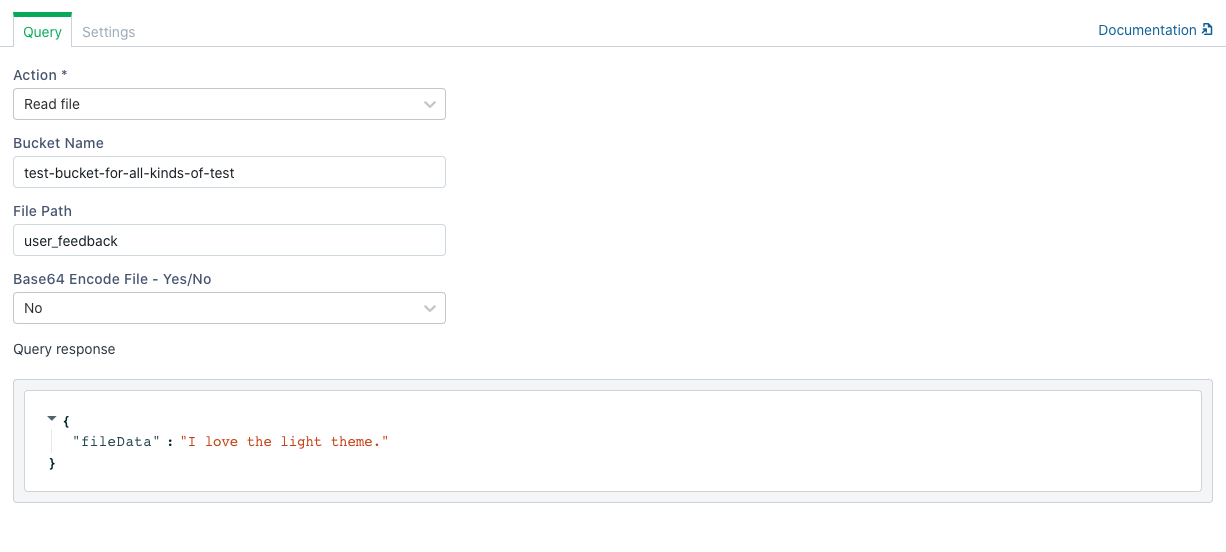 Query Settings Documentation
Action *
Read file
Bucket Name
test-bucket-for-all-kinds-of-test
File Path
user_feedback
Base64 Encode File - Yes/No
No
Query response
{
"fileData" : "I love the light theme."
}